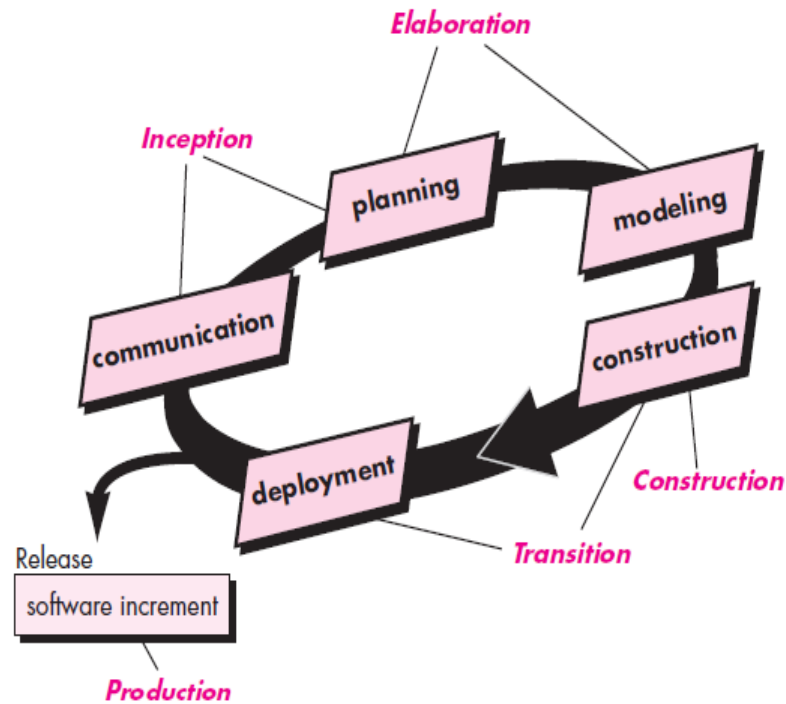 Elaboration
Inception
planning
modeling
communication
construction
deployment
Construction
Transition
Release
software increment
Production